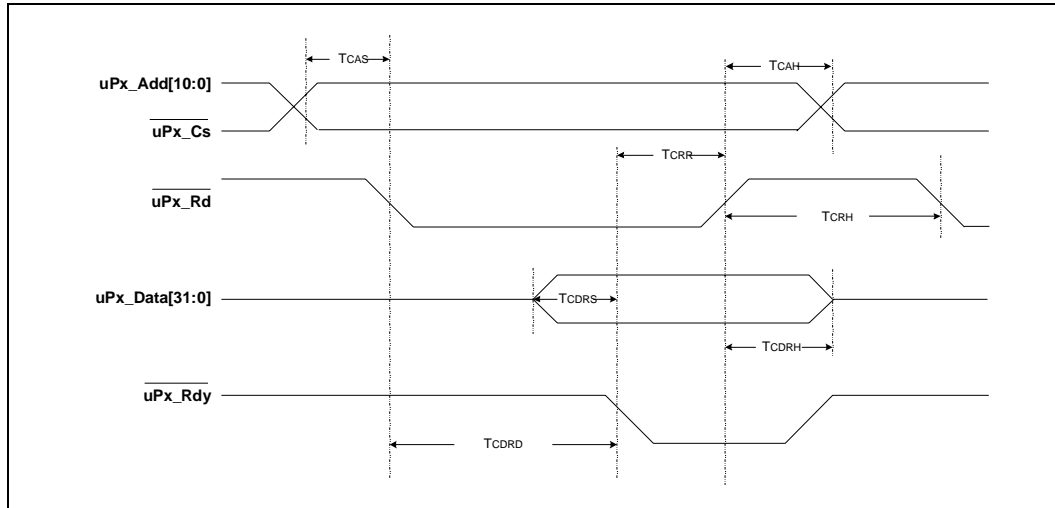 TCAS
TCAH
uPx_Add[10:0]
uPx_Cs
TCRR
uPx_Rd
TCRH
uPx_Data[31:0]
TCDRS
TCDRH
uPx_Rdy
TCDRD